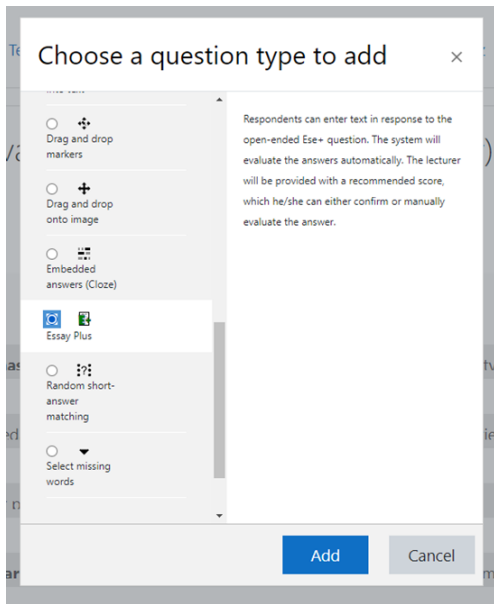 Choose a question type to add
×
Drag and drop
markers
Drag and drop
onto image
Embedded
answers (Cloze)
Essay Plus
Random short-
answer
matching
Select missing
words
Respondents can enter text in response to the
open-ended Ese+ question. The system will
evaluate the answers automatically. The lecturer
will be provided with a recommended score,
which he/she can either confirm or manually
evaluate the answer.
Add
Cancel